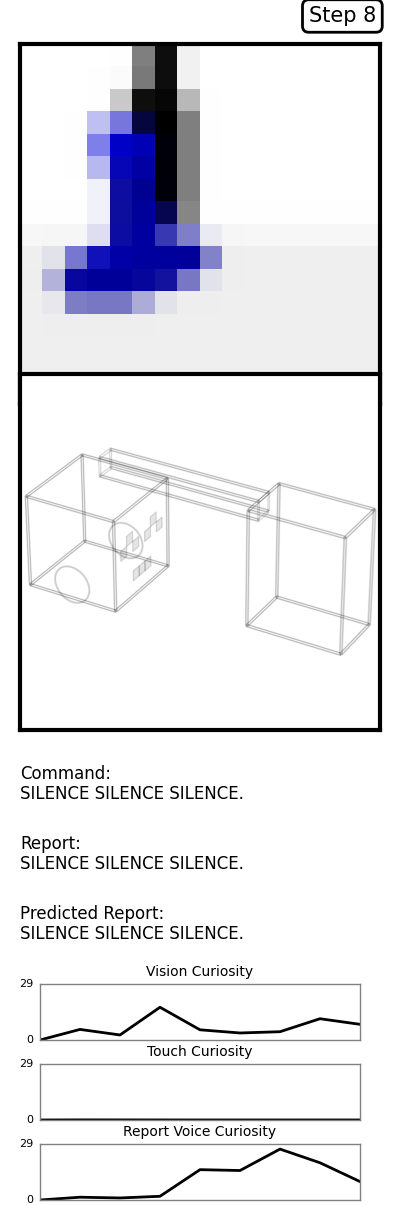 Step 8
Command:
SILENCE SILENCE SILENCE.
Report:
SILENCE SILENCE SILENCE.
Predicted Report:
SILENCE SILENCE SILENCE.
Vision Curiosity
29
0
Touch Curiosity
29
0
Report Voice Curiosity
29
0